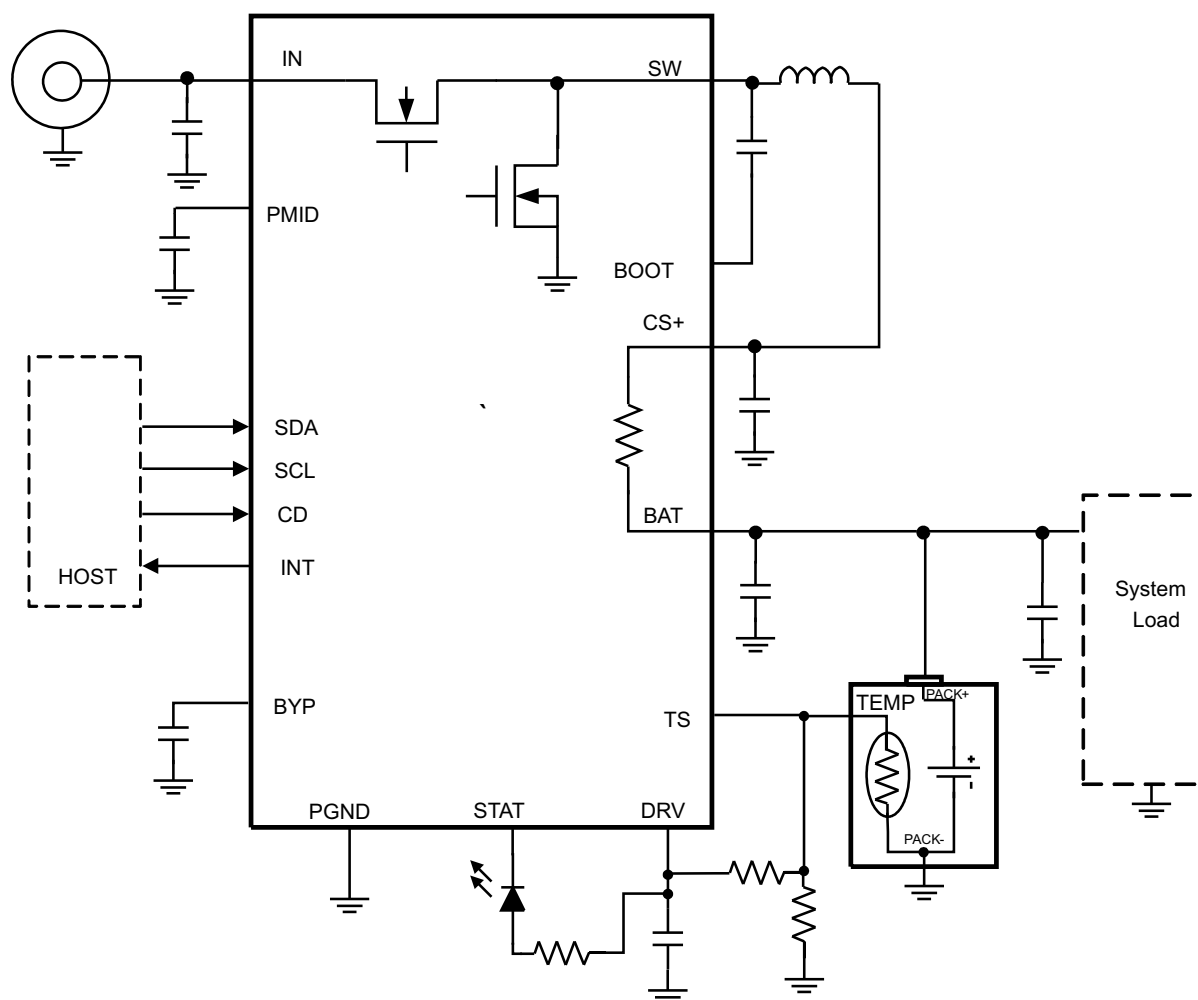 IN
SW
PMID
BOOT
CS+
SDA
SCL
CD
INT
HOST
BAT
System
Load
BYP
TS
TEMP
PACK+
+
-
PACK-
PGND
STAT
DRV
`